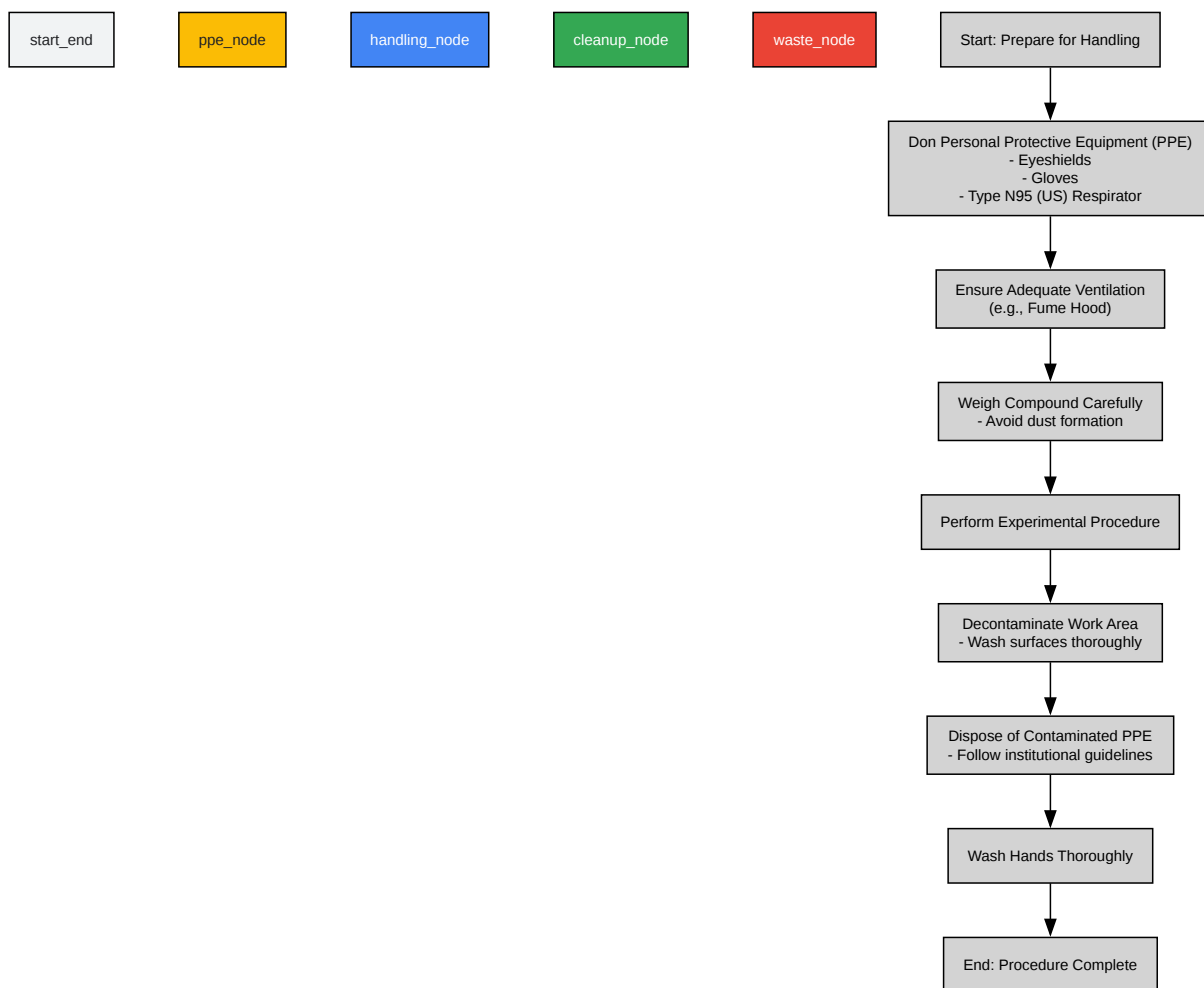 start_end
ppe_node
handling_node
cleanup_node
waste_node
Start: Prepare for Handling
Don Personal Protective Equipment (PPE)
- Eyeshields
- Gloves
- Type N95 (US) Respirator
Ensure Adequate Ventilation
(e.g., Fume Hood)
Weigh Compound Carefully
- Avoid dust formation
Perform Experimental Procedure
Decontaminate Work Area
- Wash surfaces thoroughly
Dispose of Contaminated PPE
- Follow institutional guidelines
Wash Hands Thoroughly
End: Procedure Complete